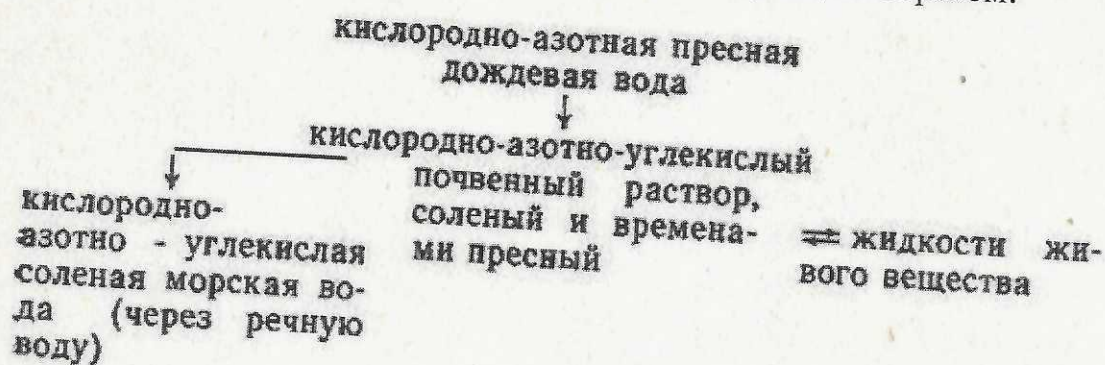 кислородно-азотная пресная
дождевая вода
↓
кислородно-азотно-углекислый
почвенный раствор,
соленый и времена-
ми пресный
⇌ жидкости жи-
вого вещества
↓
кислородно-
азотно - углекислая
соленая морская во-
да (через речную
воду)